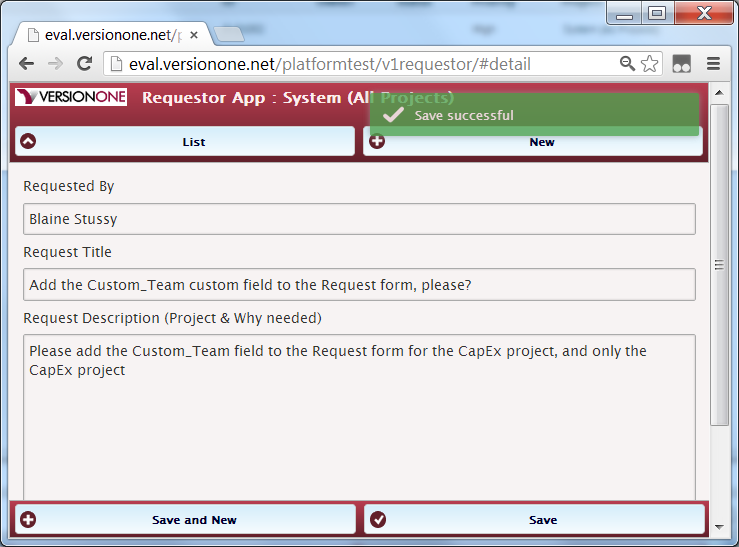 eval.versionone.net/p
eval.versionone.net/platformtest/v1requestor/#detail
VERSIONONE Requestor App : System (All Projects)
Save successful
List
New
Requested By
Blaine Stussy
Request Title
Add the Custom_Team custom field to the Request form, please?
Request Description (Project & Why needed)
Please add the Custom_Team field to the Request form for the CapEx project, and only the
CapEx project
Save and New
Save